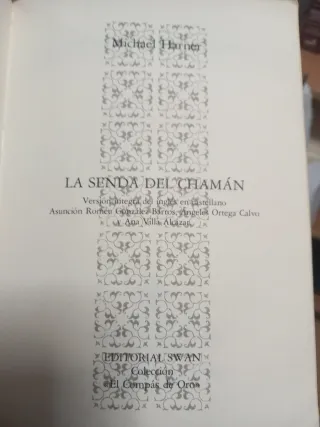 Michael Harner
LA SENDA DEL CHAMÁN
Versión íntegra del inglés en castellano
Asunción Román González-Barros, Ángeles Ortega Calvo
y Ana Villa Alcázar
EDITORIAL SWAN
Colección
«El Compás de Oro»